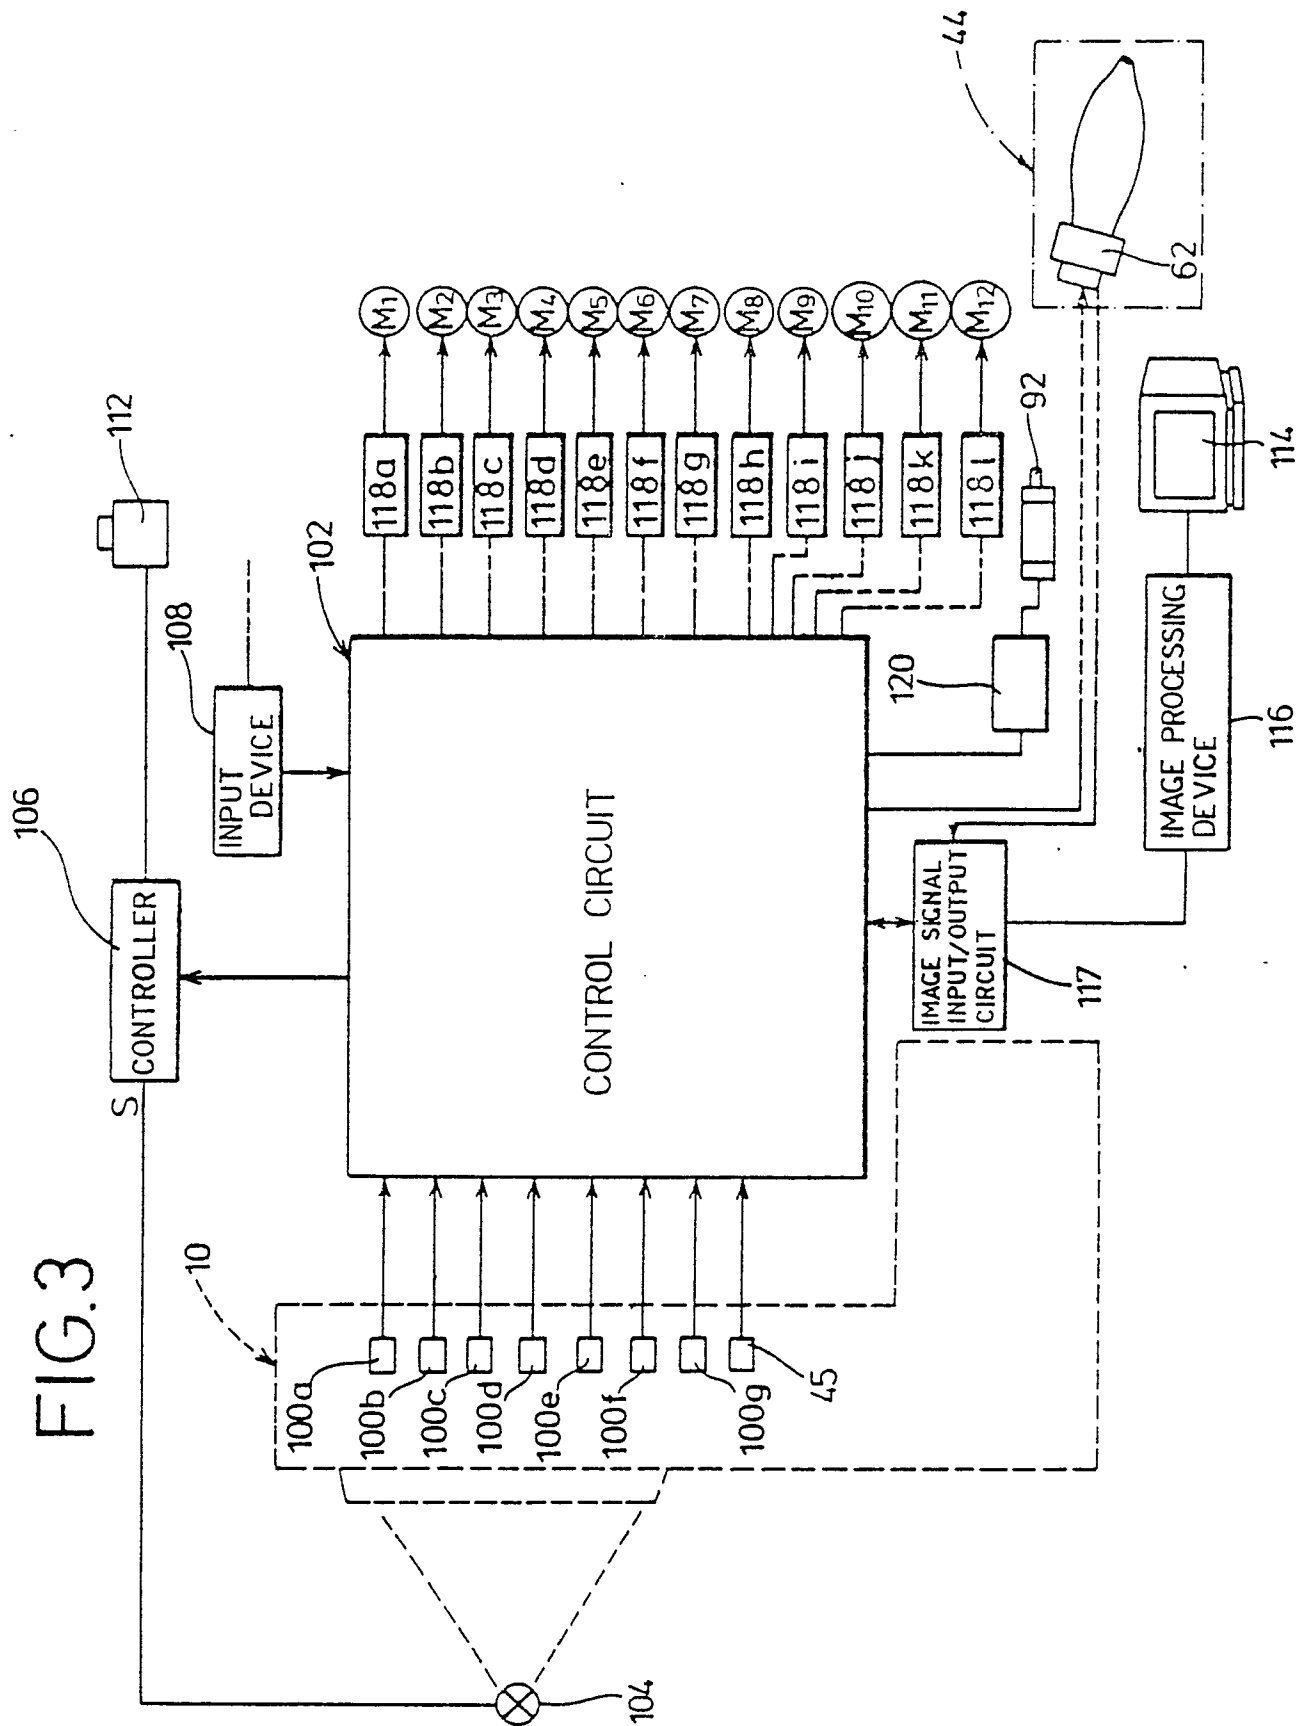 FIG.3
106
S
CONTROLLER
112
108
INPUT
DEVICE
102
10
CONTROL CIRCUIT
100a
100b
100c
100d
100e
100f
100g
45
104
118a
118b
118c
118d
118e
118f
118g
118h
118i
118j
118k
118l
M1
M2
M3
M4
M5
M6
M7
M8
M9
M10
M11
M12
120
92
44
62
IMAGE SIGNAL
INPUT/OUTPUT
CIRCUIT
117
IMAGE PROCESSING
DEVICE
116
114